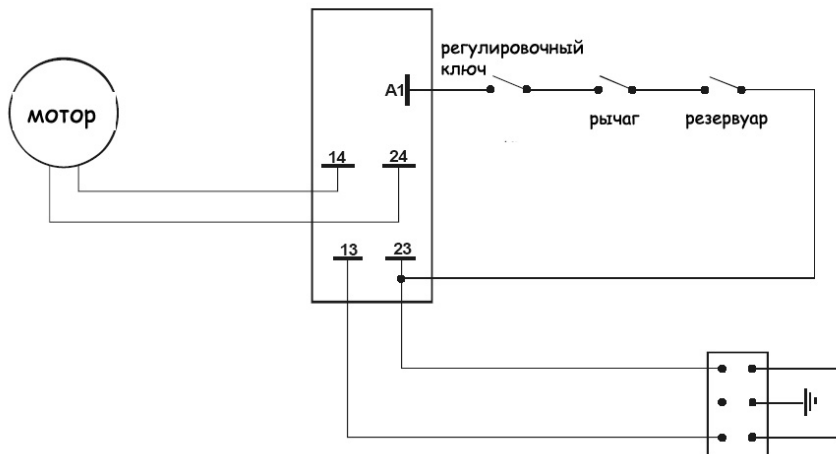 регулировочный
ключ
A1
мотор
рычаг
резервуар
14
24
13
23